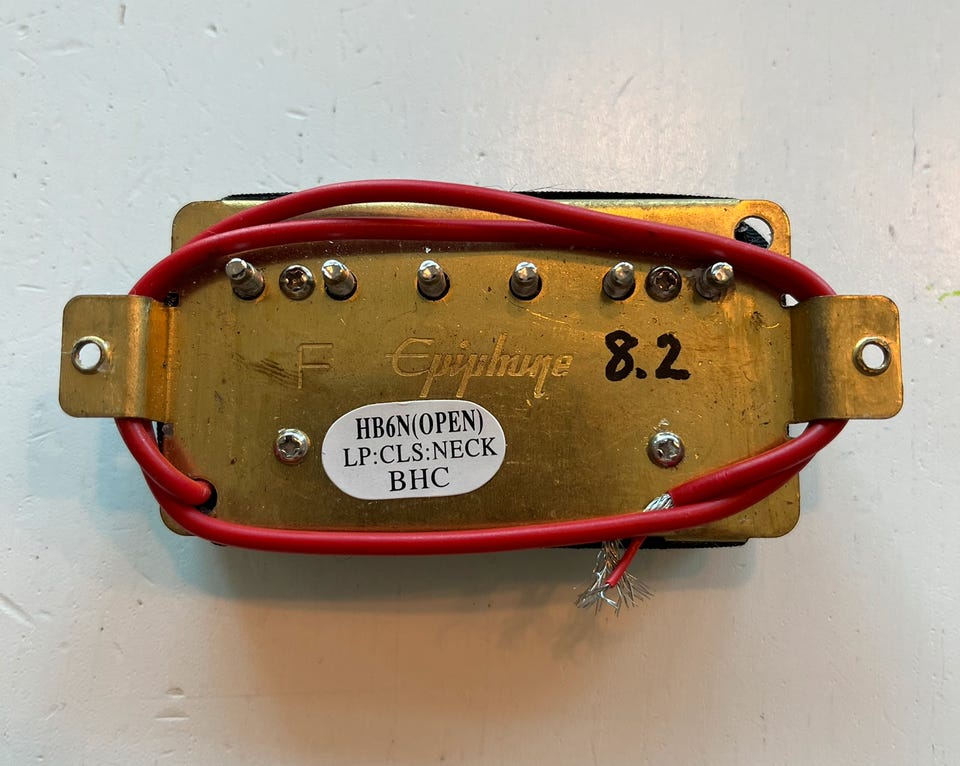 F
Epiphone
8.2
HB6N(OPEN)
LP:CLS:NECK
BHC